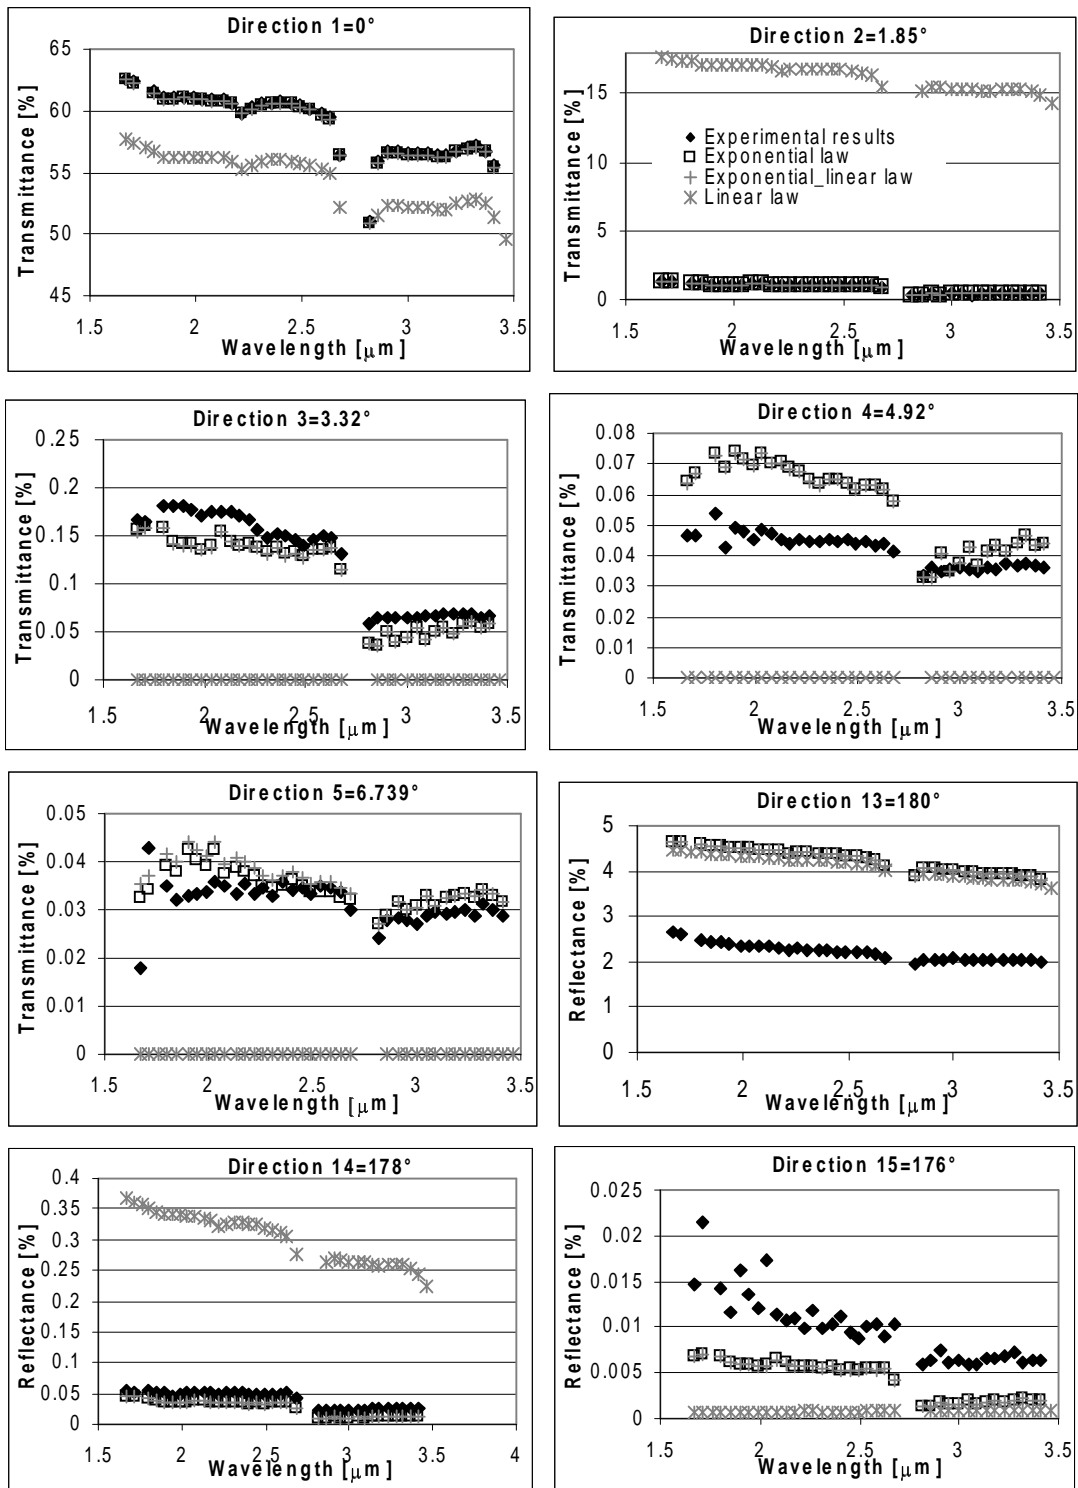 Direction 1=0°
Transmittance [%]
65
60
55
50
45
1.5 2 2.5 3 3.5
Wavelength [μm]
Direction 2=1.85°
Transmittance [%]
15
10
5
0
Experimental results
Exponential law
Exponential_linear law
Linear law
1.5 2 2.5 3 3.5
Wavelength [μm]
Direction 3=3.32°
Transmittance [%]
0.25
0.2
0.15
0.1
0.05
0
1.5 2 2.5 3 3.5
Wavelength [μm]
Direction 4=4.92°
Transmittance [%]
0.08
0.07
0.06
0.05
0.04
0.03
0.02
0.01
0
1.5 2 2.5 3 3.5
Wavelength [μm]
Direction 5=6.739°
Transmittance [%]
0.05
0.04
0.03
0.02
0.01
0
1.5 2 2.5 3 3.5
Wavelength [μm]
Direction 13=180°
Reflectance [%]
5
4
3
2
1
0
1.5 2 2.5 3 3.5
Wavelength [μm]
Direction 14=178°
Reflectance [%]
0.4
0.35
0.3
0.25
0.2
0.15
0.1
0.05
0
1.5 2 2.5 3 3.5 4
Wavelength [μm]
Direction 15=176°
Reflectance [%]
0.025
0.02
0.015
0.01
0.005
0
1.5 2 2.5 3 3.5
Wavelength [μm]